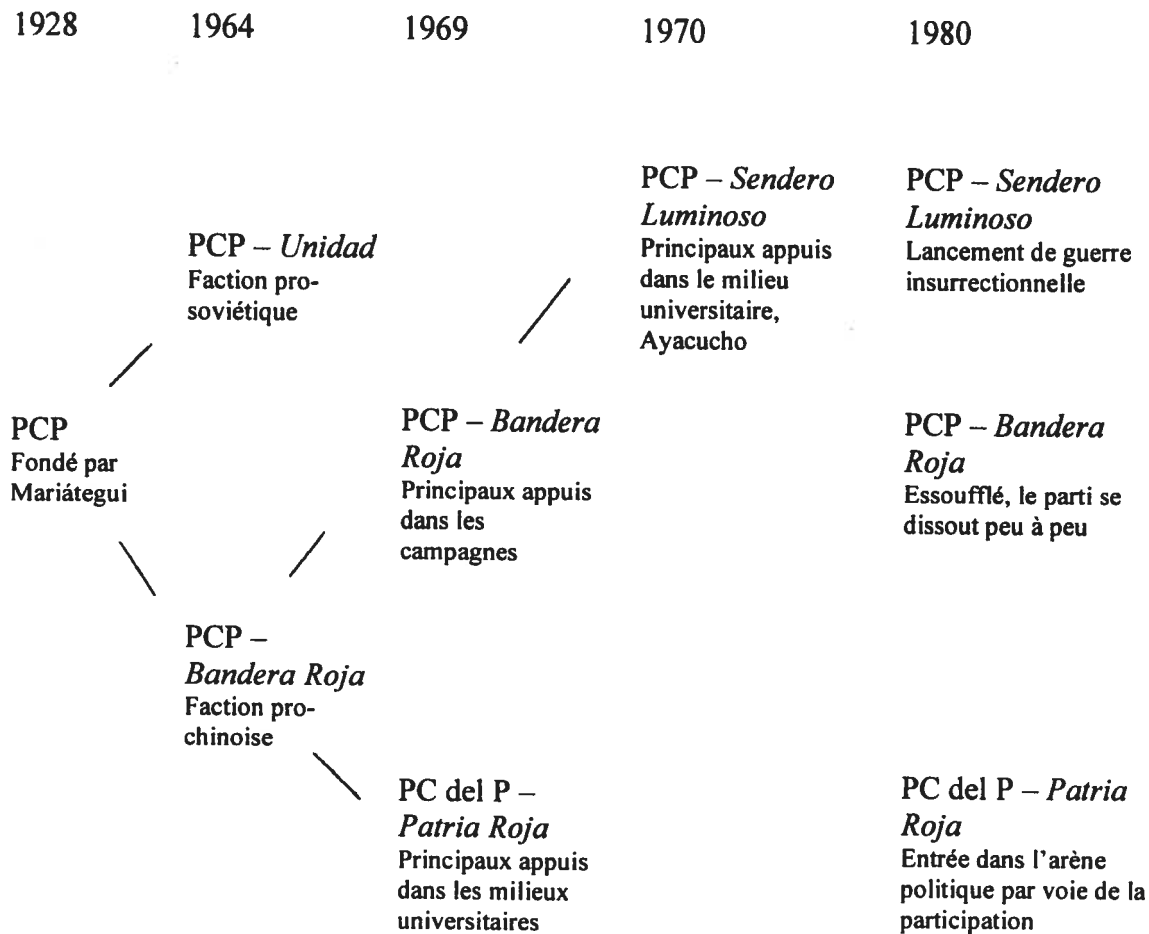 1928 1964 1969 1970 1980
PCP – Unidad
Faction pro-
soviétique
PCP – Sendero
Luminoso
Principaux appuis
dans le milieu
universitaire,
Ayacucho
PCP – Sendero
Luminoso
Lancement de guerre
insurrectionnelle
PCP
Fondé par
Mariátegui
PCP – Bandera
Roja
Principaux appuis
dans les
campagnes
PCP – Bandera
Roja
Essoufflé, le parti se
dissout peu à peu
PCP –
Bandera Roja
Faction pro-
chinoise
PC del P –
Patria Roja
Principaux appuis
dans les milieux
universitaires
PC del P – Patria
Roja
Entrée dans l'arène
politique par voie de la
participation